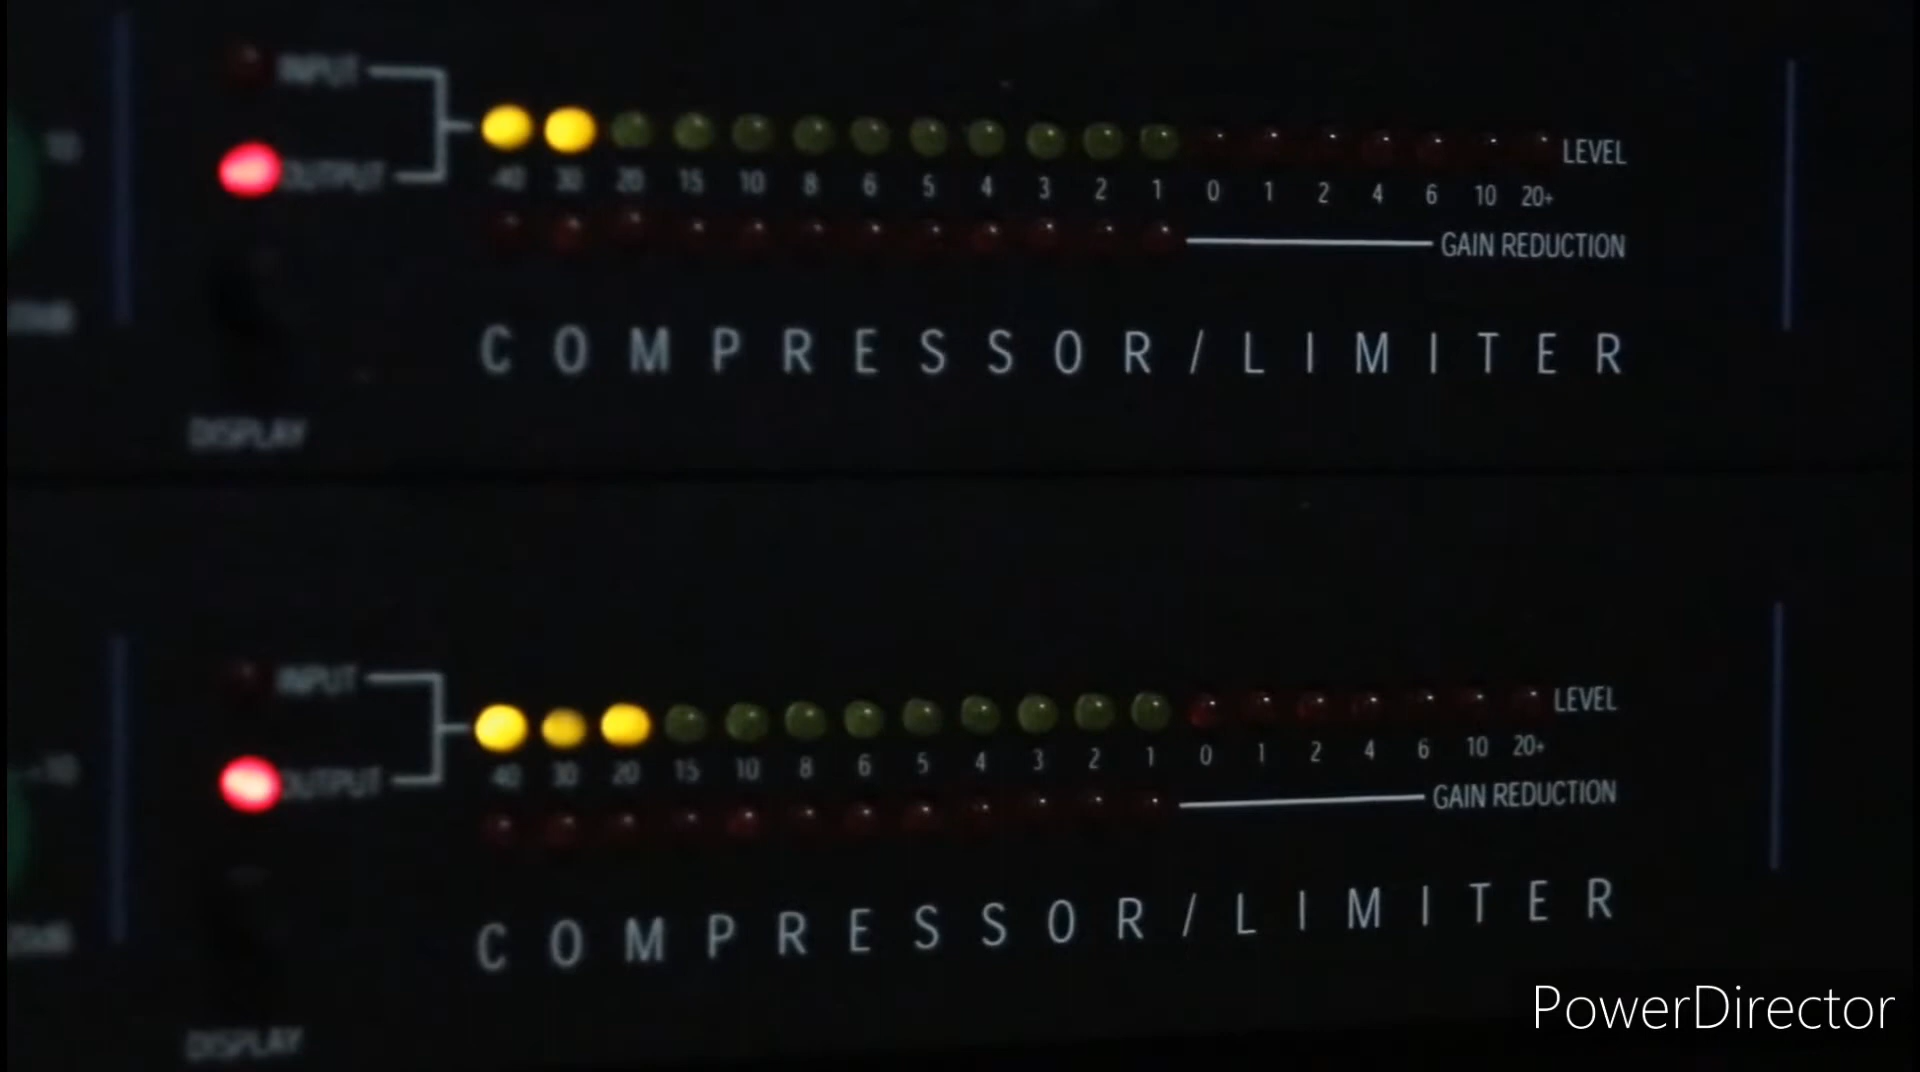 INPUT
10
LEVEL
OUTPUT
-40 30 20 15 10 8 6 5 4 3 2 1 0 1 2 4 6 10 20+
GAIN REDUCTION
COMPRESSOR/LIMITER
DISPLAY
INPUT
LEVEL
OUTPUT
-10
40 30 20 15 10 8 6 5 4 3 2 1 0 1 2 4 6 10 20+
GAIN REDUCTION
COMPRESSOR/LIMITER
PowerDirector
DISPLAY